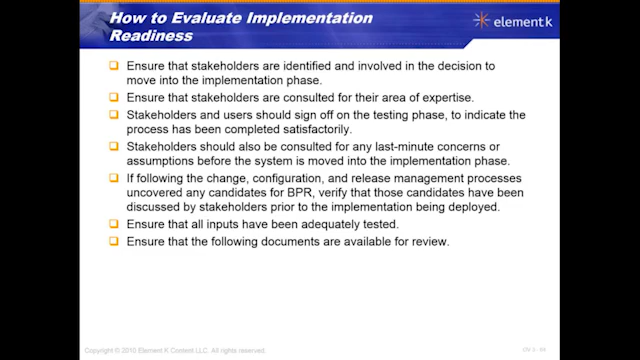 How to Evaluate Implementation
Readiness
element k
Ensure that stakeholders are identified and involved in the decision to
move into the implementation phase.
Ensure that stakeholders are consulted for their area of expertise.
Stakeholders and users should sign off on the testing phase, to indicate the
process has been completed satisfactorily.
Stakeholders should also be consulted for any last-minute concerns or
assumptions before the system is moved into the implementation phase.
If following the change, configuration, and release management processes
uncovered any candidates for BPR, verify that those candidates have been
discussed by stakeholders prior to the implementation being deployed.
Ensure that all inputs have been adequately tested.
Ensure that the following documents are available for review.
Copyright © 2010 Element K Content LLC. All rights reserved.